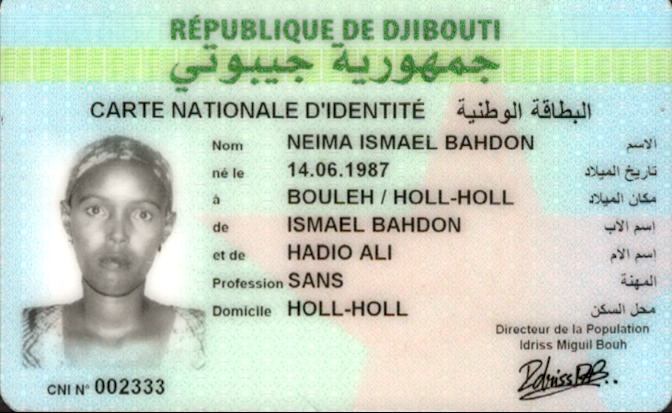 RÉPUBLIQUE DE DJIBOUTI
جمهورية جيبوتي
CARTE NATIONALE D'IDENTITÉ البطاقة الوطنية
Nom NEIMA ISMAEL BAHDON الاسم
né le 14.06.1987 تاريخ الميلاد
à BOULEH / HOLL-HOLL مكان الميلاد
de ISMAEL BAHDON إسم الأب
et de HADIO ALI إسم الأم
Profession SANS المهنة
Domicile HOLL-HOLL محل السكن
Directeur de la Population
Idriss Miguil Bouh
CNI N° 002333